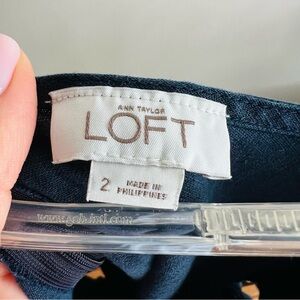 ANN TAYLOR
LOFT
2
MADE IN
PHILIPPINES